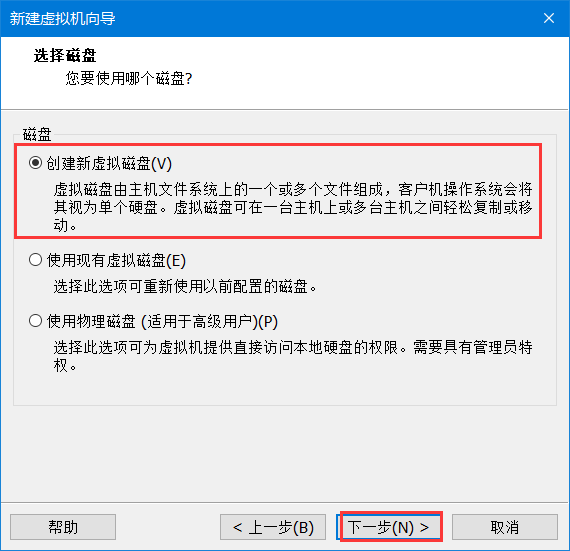 新建虚拟机向导
选择磁盘
您要使用哪个磁盘?
磁盘
创建新虚拟磁盘(V)
虚拟磁盘由主机文件系统上的一个或多个文件组成，客户机操作系统会将
其视为单个硬盘。虚拟磁盘可在一台主机上或多台主机之间轻松复制或移
动。
使用现有虚拟磁盘(E)
选择此选项可重新使用以前配置的磁盘。
使用物理磁盘 (适用于高级用户)(P)
选择此选项可为虚拟机提供直接访问本地硬盘的权限。需要具有管理员特
权。
帮助
< 上一步(B)
下一步(N) >
取消